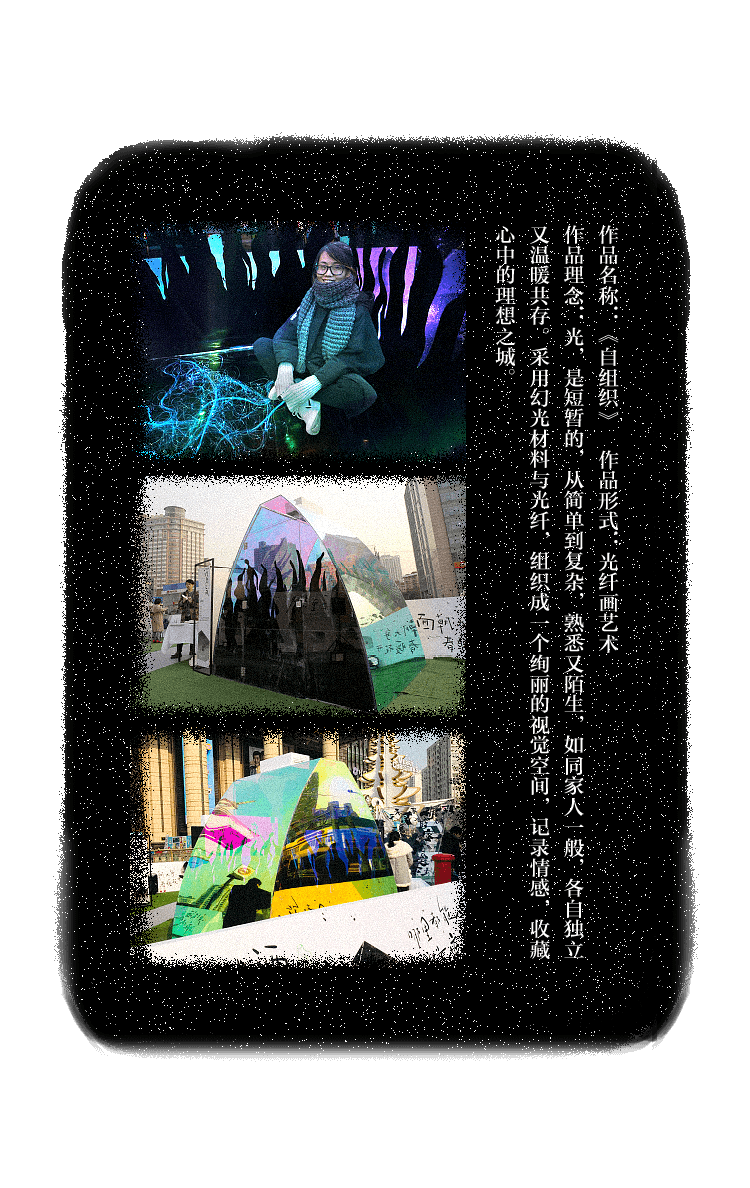 作品名称：《自组织》 作品形式：光纤画艺术
作品理念：光，是短暂的，从简单到复杂，熟悉又陌生，如同家人一般，各自独立
又温暖共存。采用幻光材料与光纤，组织成一个绚丽的视觉空间，记录情感，收藏
心中的理想之城。